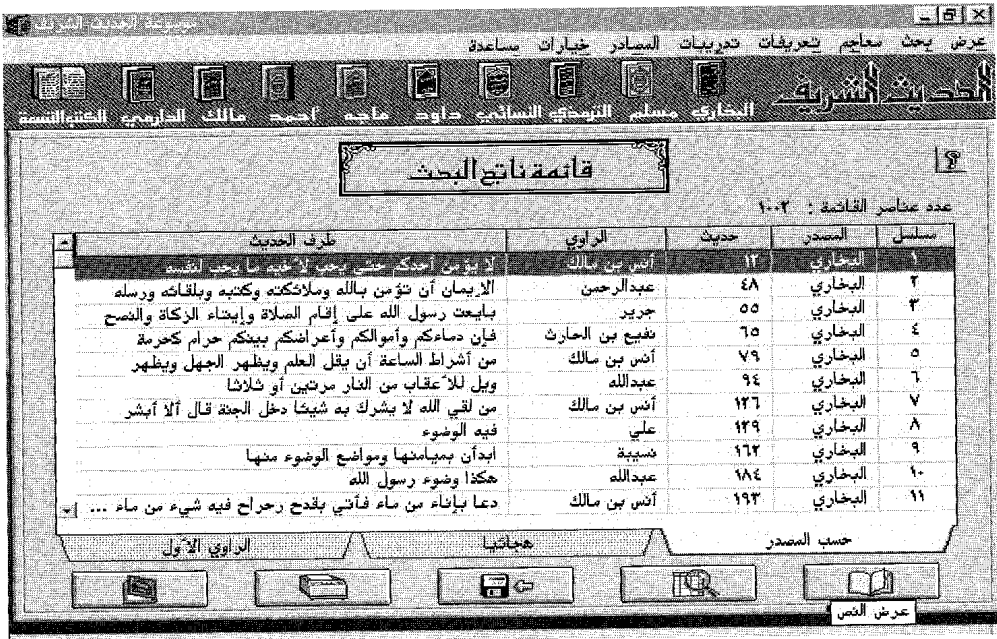 موسوعة الحديث الشريف
عرض بحث معاجم تعريفات تدريبات المصادر خيارات مساعدة
الحديث الشريف
البخاري مسلم الترمذي النسائي داود ماجه أحمد مالك الدارمي الكتب التسعة
قائمة ناتج البحث
عدد عناصر القائمة : ١٠٠٢
مسلسل المصدر حديث الراوي طرف الحديث
١ البخاري ١٢ أنس بن مالك لا يؤمن أحدكم حتى يحب لأخيه ما يحب لنفسه
٢ البخاري ٤٨ عبدالرحمن الإيمان أن تؤمن بالله وملائكته وكتبه وبلقائه ورسله
٣ البخاري ٥٥ جرير بايعت رسول الله على إقام الصلاة وإيتاء الزكاة والنصح
٤ البخاري ٦٥ نفيع بن الحارث فإن دماءكم وأموالكم وأعراضكم بينكم حرام كحرمة
٥ البخاري ٧٩ أنس بن مالك من أشراط الساعة أن يقل العلم ويظهر الجهل ويظهر
٦ البخاري ٩٤ عبدالله ويل للأعقاب من النار مرتين أو ثلاثا
٧ البخاري ١٢٦ أنس بن مالك من لقي الله لا يشرك به شيئا دخل الجنة قال ألا أبشر
٨ البخاري ١٢٩ علي فيه الوضوء
٩ البخاري ١٦٢ نسيبة ابدأن بميامنها ومواضع الوضوء منها
١٠ البخاري ١٨٤ عبدالله هكذا وضوء رسول الله
١١ البخاري ١٩٣ أنس بن مالك دعا بإناء من ماء فأتي بقدح رحراح فيه شيء من ماء ...
حسب المصدر هجائيا الراوي الأول
عرض النص